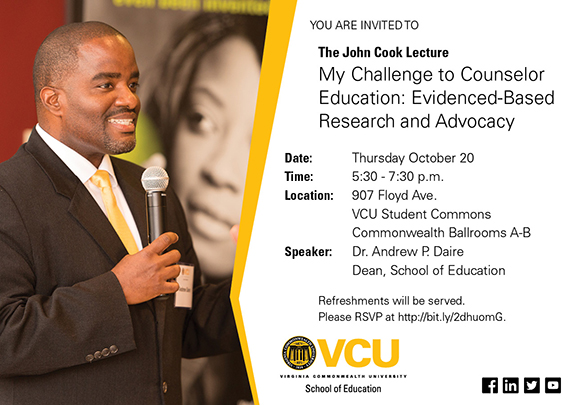 YOU ARE INVITED TO
The John Cook Lecture
My Challenge to Counselor
Education: Evidenced-Based
Research and Advocacy
Date: Thursday October 20
Time: 5:30 - 7:30 p.m.
Location: 907 Floyd Ave.
VCU Student Commons
Commonwealth Ballrooms A-B
Speaker: Dr. Andrew P. Daire
Dean, School of Education
Refreshments will be served.
Please RSVP at http://bit.ly/2dhuomG.
VCU
VIRGINIA COMMONWEALTH UNIVERSITY
School of Education